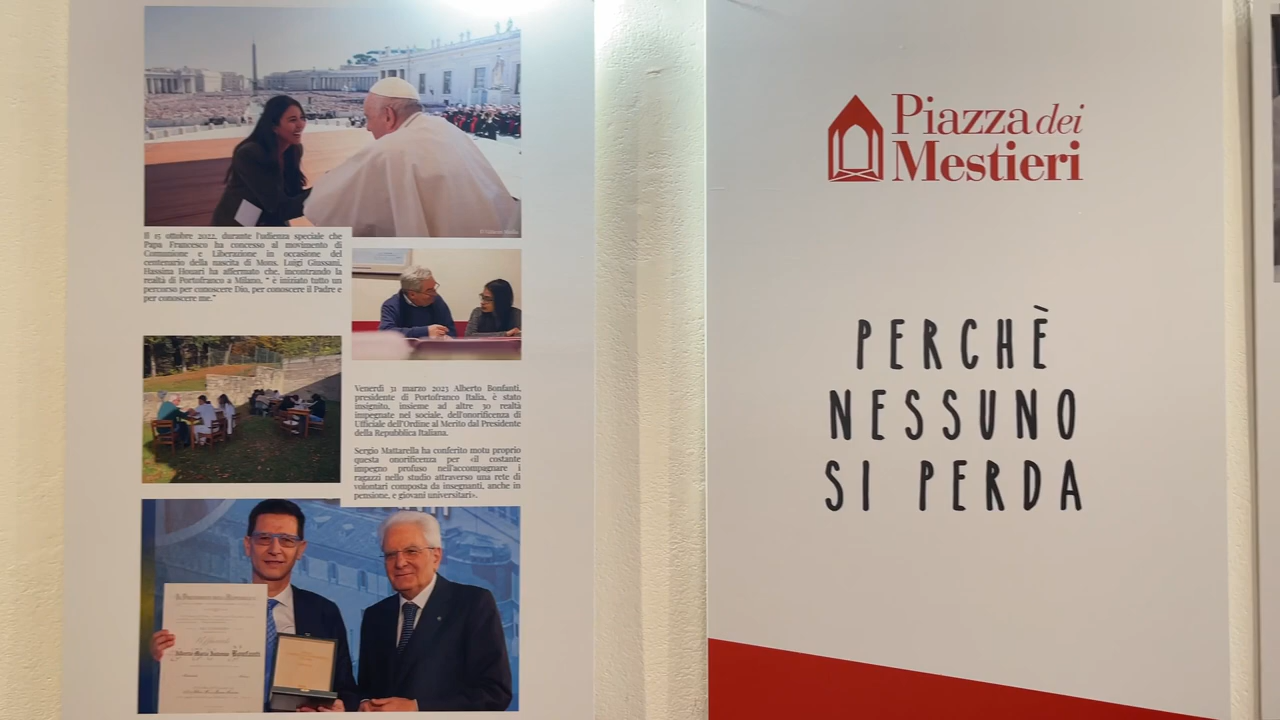 Il 15 ottobre 2022, durante l'udienza speciale che
Papa Francesco ha concesso al movimento di
Comunione e Liberazione in occasione del
centenario della nascita di Mons. Luigi Giussani,
Hassina Houari ha affermato che, incontrando la
realtà di Portofranco a Milano, " è iniziato tutto un
percorso per conoscere Dio, per conoscere il Padre e
per conoscere me."
Venerdì 31 marzo 2023 Alberto Bonfanti,
presidente di Portofranco Italia, è stato
insignito, insieme ad altre 30 realtà
impegnate nel sociale, dell'onorificenza di
Ufficiale dell'Ordine al Merito dal Presidente
della Repubblica Italiana.
Sergio Mattarella ha conferito motu proprio
questa onorificenza per «il costante
impegno profuso nell'accompagnare i
ragazzi nello studio attraverso una rete di
volontari composta da insegnanti, anche in
pensione, e giovani universitari».
Bonfanti
Piazza dei
Mestieri
PERCHÈ
NESSUNO
SI PERDA